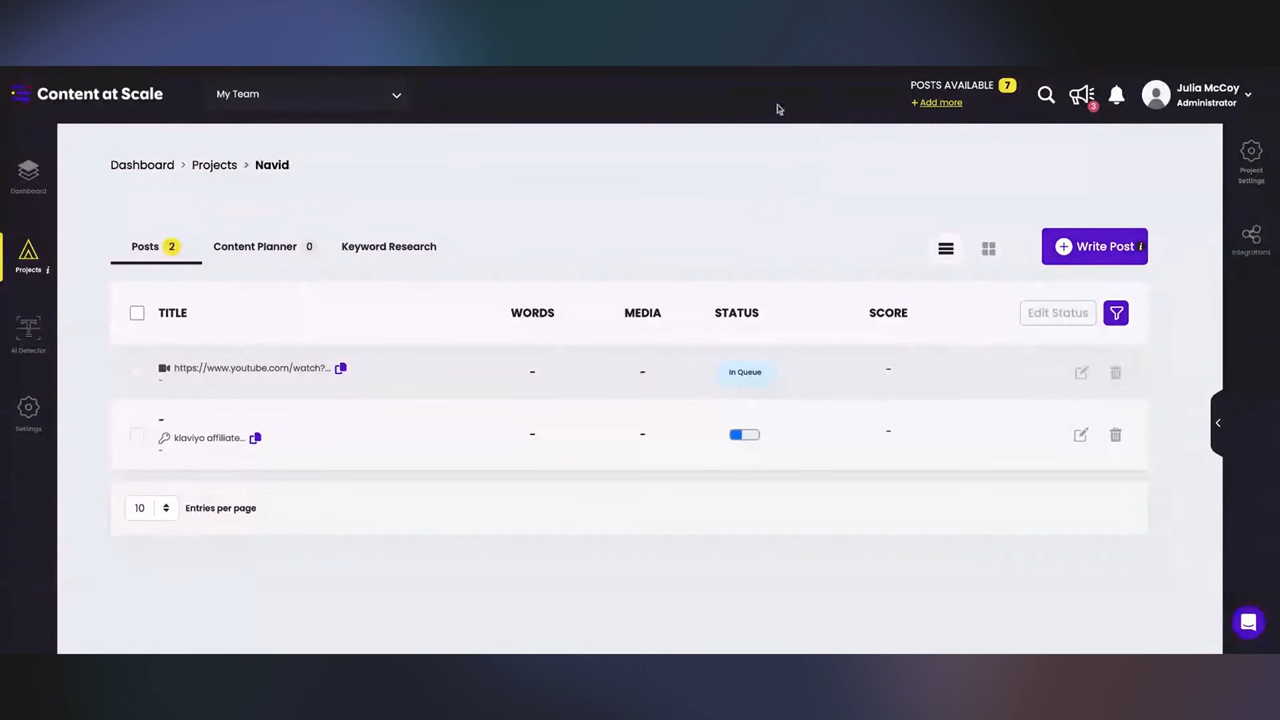 Content at Scale
My Team
POSTS AVAILABLE 7
+ Add more
3
Julia McCoy
Administrator
Dashboard
Projects i
AI Detector
Settings
Dashboard > Projects > Navid
Posts 2
Content Planner 0
Keyword Research
+ Write Post i
TITLE WORDS MEDIA STATUS SCORE Edit Status
https://www.youtube.com/watch?... - - In Queue -
-
-
klaviyo affiliate... - - -
-
10 Entries per page
Project
Settings
Integrations